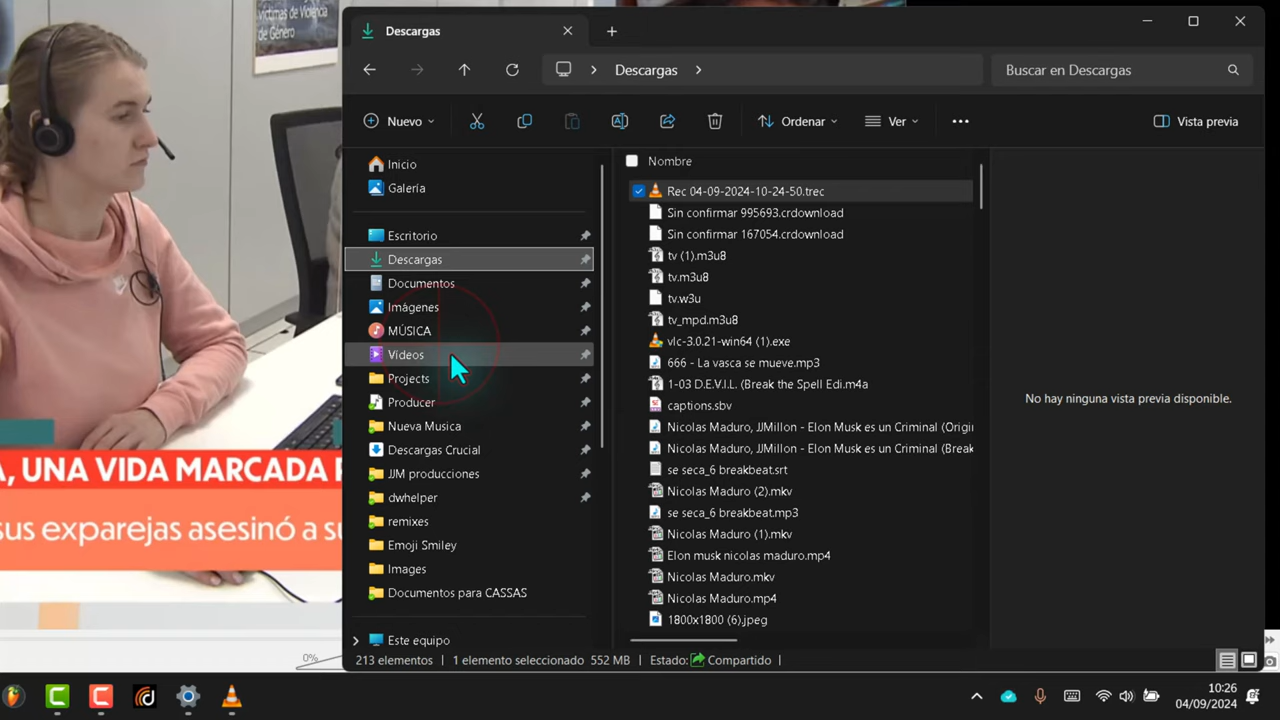 víctimas de Violencia
de Género
A, UNA VIDA MARCADA
sus exparejas asesinó a su
0%
Descargas
Descargas
Buscar en Descargas
Nuevo
Ordenar
Ver
Vista previa
Inicio
Galería
Escritorio
Descargas
Documentos
Imágenes
MÚSICA
Vídeos
Projects
Producer
Nueva Musica
Descargas Crucial
JJM producciones
dwhelper
remixes
Emoji Smiley
Images
Documentos para CASSAS
Este equipo
Nombre
Rec 04-09-2024-10-24-50.trec
Sin confirmar 995693.crdownload
Sin confirmar 167054.crdownload
tv (1).m3u8
tv.m3u8
tv.w3u
tv_mpd.m3u8
vlc-3.0.21-win64 (1).exe
666 - La vasca se mueve.mp3
1-03 D.E.V.I.L. (Break the Spell Edi.m4a
captions.sbv
Nicolas Maduro, JJMillon - Elon Musk es un Criminal (Origi
Nicolas Maduro, JJMillon - Elon Musk es un Criminal (Break
se seca_6 breakbeat.srt
Nicolas Maduro (2).mkv
se seca_6 breakbeat.mp3
Nicolas Maduro (1).mkv
Elon musk nicolas maduro.mp4
Nicolas Maduro.mkv
Nicolas Maduro.mp4
1800x1800 (6).jpeg
No hay ninguna vista previa disponible.
213 elementos
1 elemento seleccionado 552 MB
Estado: Compartido
10:26
04/09/2024